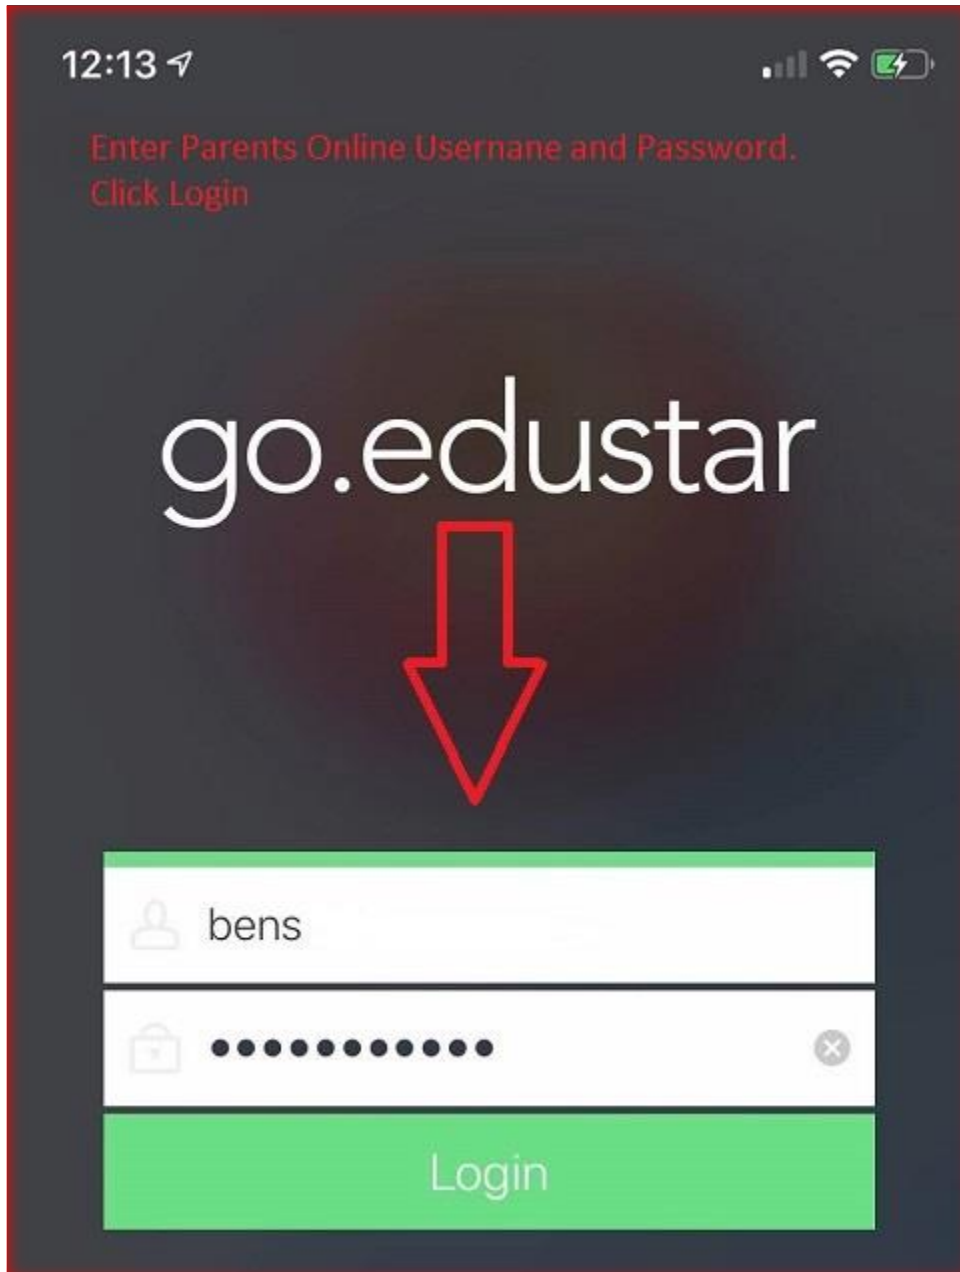 12:13
Enter Parents Online Usernane and Password.
Click Login
go.edustar
bens
•••••••••••
Login